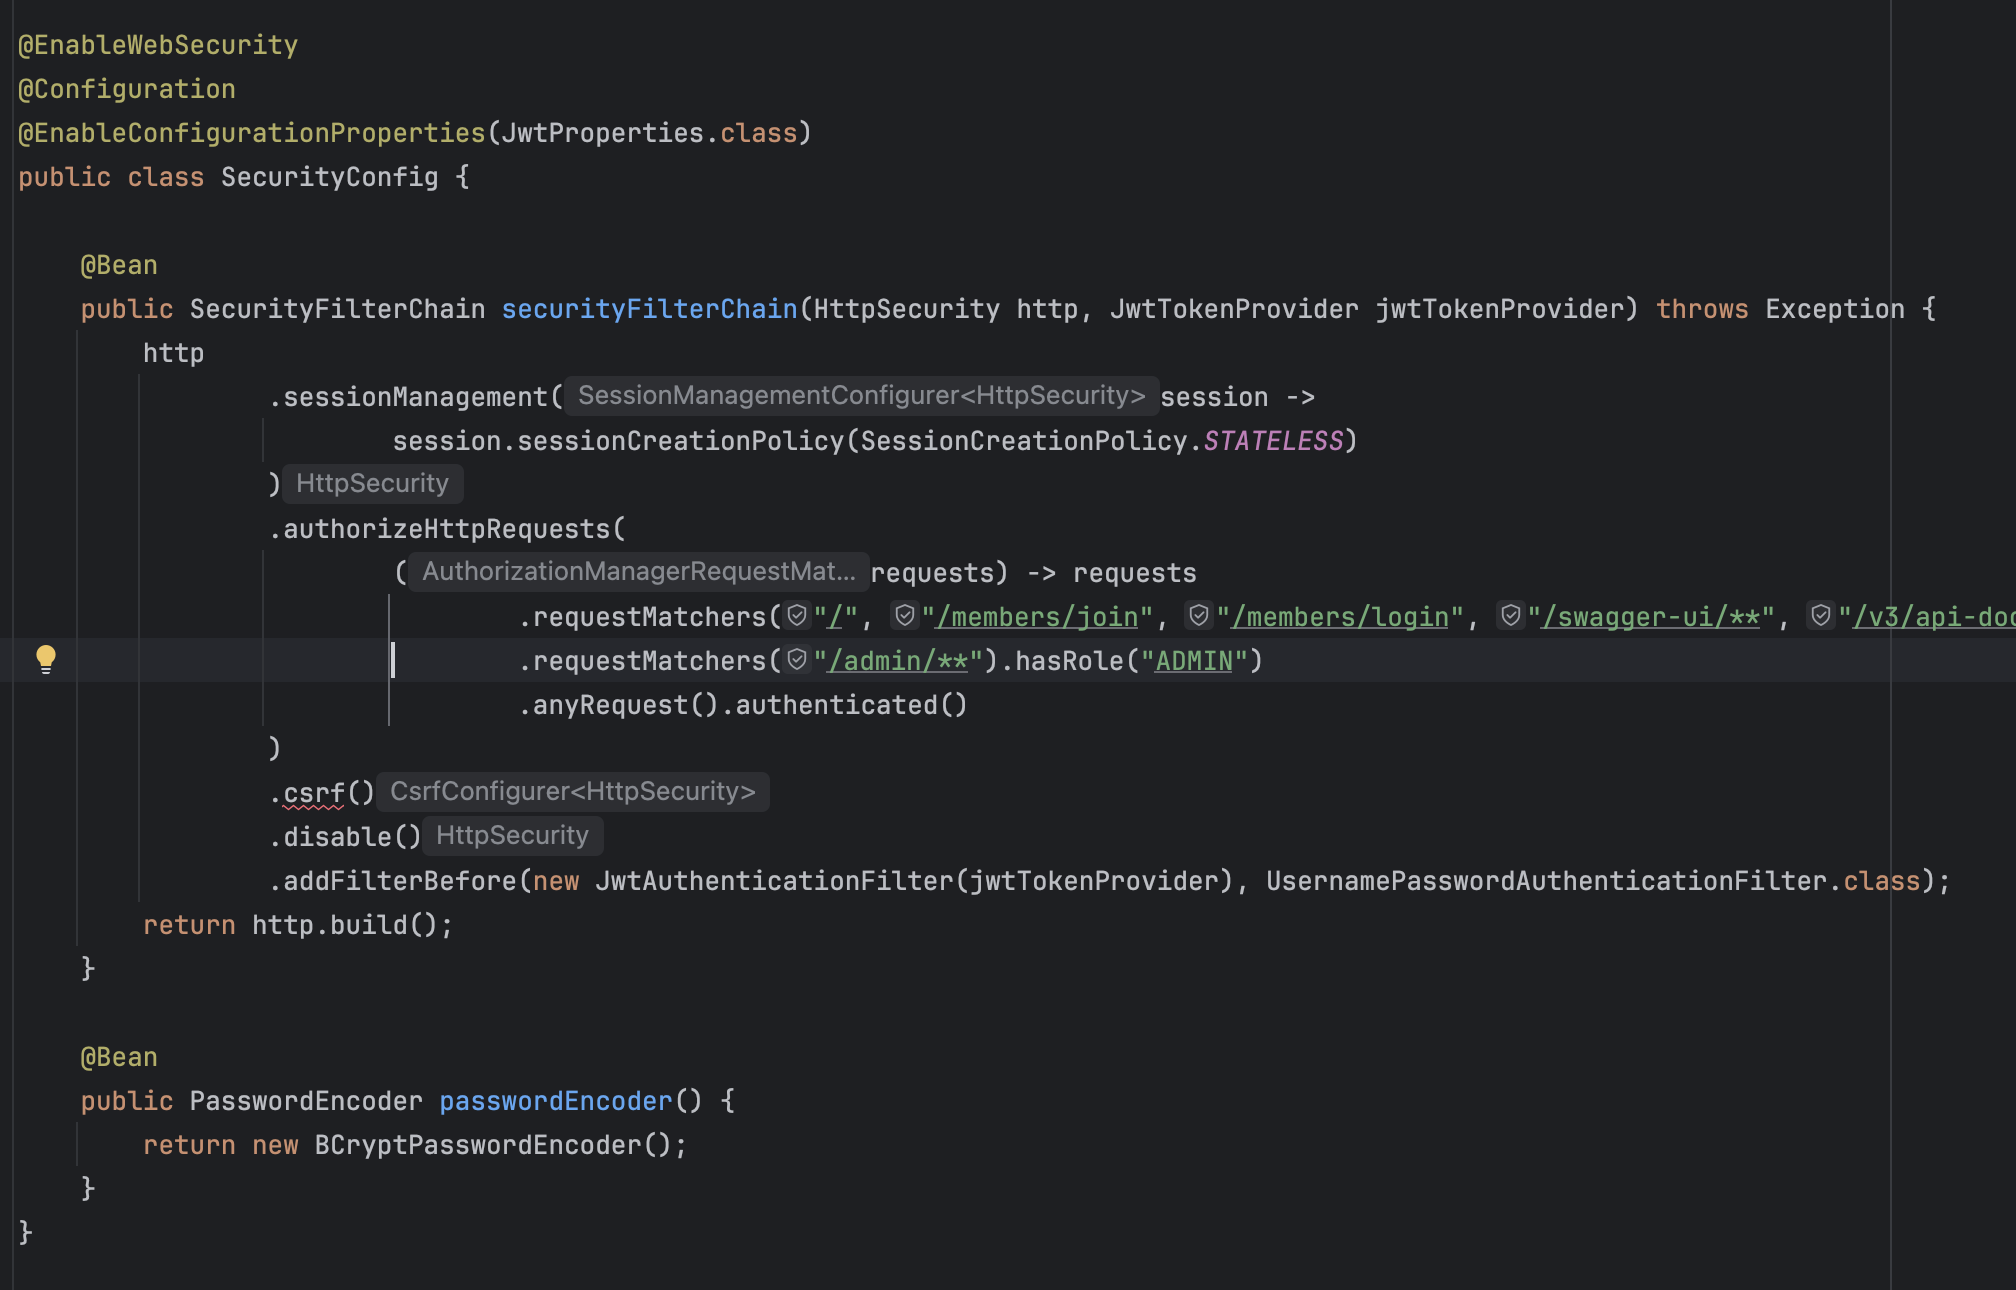 @EnableWebSecurity
@Configuration
@EnableConfigurationProperties(JwtProperties.class)
public class SecurityConfig {
@Bean
public SecurityFilterChain securityFilterChain(HttpSecurity http, JwtTokenProvider jwtTokenProvider) throws Exception {
http
.sessionManagement( SessionManagementConfigurer<HttpSecurity> session ->
session.sessionCreationPolicy(SessionCreationPolicy.STATELESS)
) HttpSecurity
.authorizeHttpRequests(
( AuthorizationManagerRequestMat... requests) -> requests
.requestMatchers("/", "/members/join", "/members/login", "/swagger-ui/**", "/v3/api-doc
.requestMatchers("/admin/**").hasRole("ADMIN")
.anyRequest().authenticated()
)
.csrf() CsrfConfigurer<HttpSecurity>
.disable() HttpSecurity
.addFilterBefore(new JwtAuthenticationFilter(jwtTokenProvider), UsernamePasswordAuthenticationFilter.class);
return http.build();
}
@Bean
public PasswordEncoder passwordEncoder() {
return new BCryptPasswordEncoder();
}
}